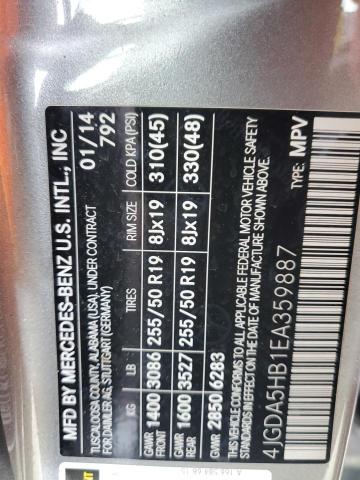 MFD BY MERCEDES-BENZ U.S. INTL., INC
TUSCALOOSA COUNTY, ALABAMA (USA), UNDER CONTRACT 01/14
FOR DAIMLER AG, STUTTGART (GERMANY) 792
KG LB TIRES RIM SIZE COLD KPA (PSI)
GAWR FRONT 1400 3086 255/50 R19 8Jx19 310(45)
GAWR REAR 1600 3527 255/50 R19 8Jx19 330(48)
GVWR 2850 6283
THIS VEHICLE CONFORMS TO ALL APPLICABLE FEDERAL MOTOR VEHICLE SAFETY
STANDARDS IN EFFECT ON THE DATE OF MANUFACTURE SHOWN ABOVE.
4JGDA5HB1EA359887 TYPE: MPV